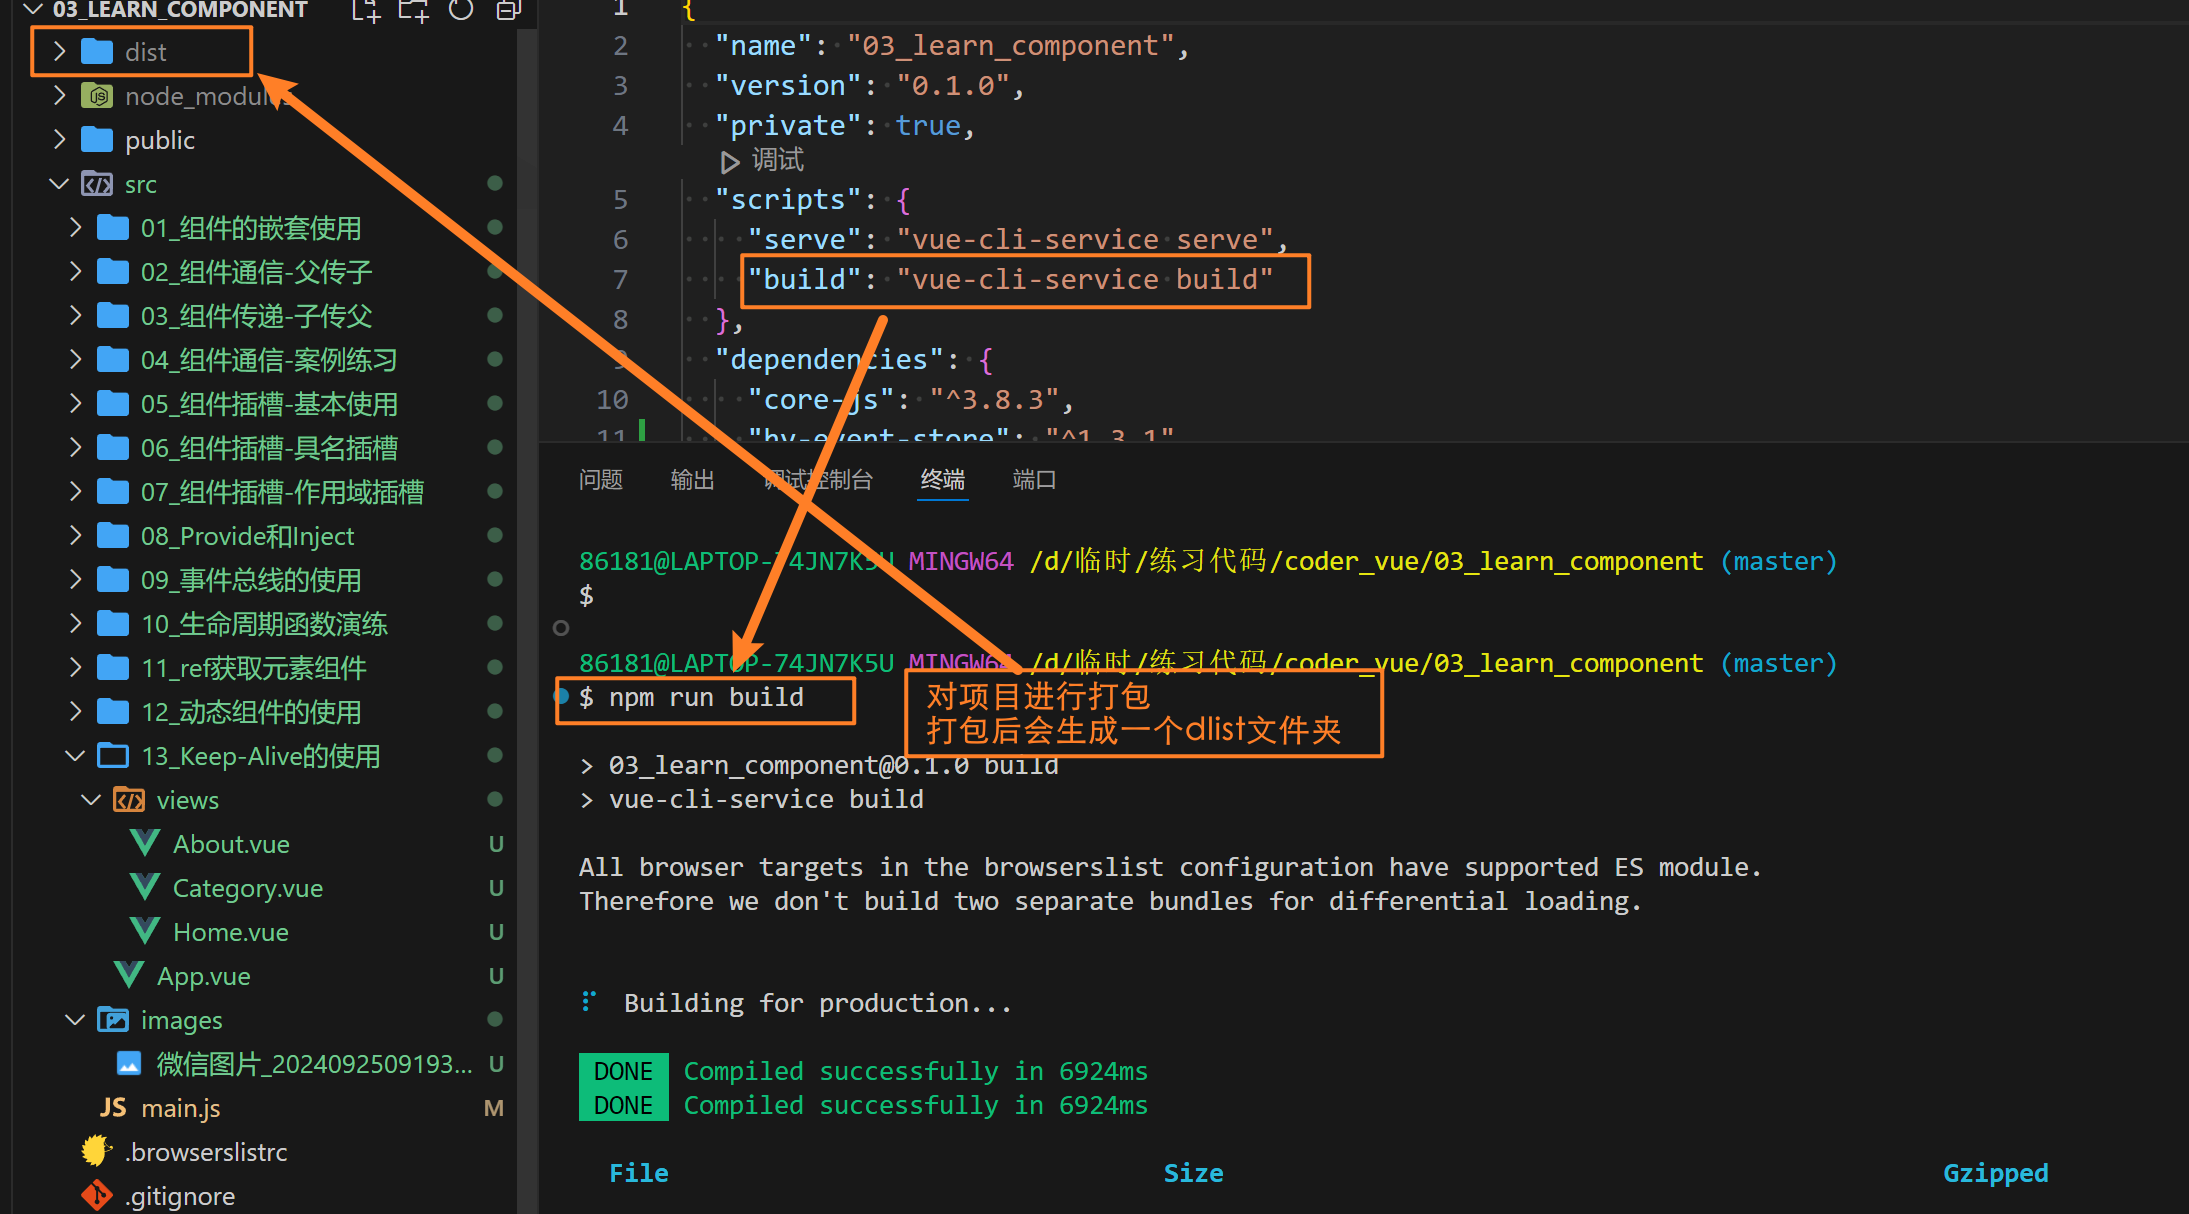 03_LEARN_COMPONENT
dist
node_modules
public
src
01_组件的嵌套使用
02_组件通信-父传子
03_组件传递-子传父
04_组件通信-案例练习
05_组件插槽-基本使用
06_组件插槽-具名插槽
07_组件插槽-作用域插槽
08_Provide和Inject
09_事件总线的使用
10_生命周期函数演练
11_ref获取元素组件
12_动态组件的使用
13_Keep-Alive的使用
views
About.vue U
Category.vue U
Home.vue U
App.vue U
images
微信图片_2024092509193... U
JS main.js M
.browserslistrc
.gitignore
1 {
2 "name": "03_learn_component",
3 "version": "0.1.0",
4 "private": true,
调试
5 "scripts": {
6 "serve": "vue-cli-service serve",
7 "build": "vue-cli-service build"
8 },
9 "dependencies": {
10 "core-js": "^3.8.3",
11 "hy-event-store": "^1.3.1"
问题 输出 调试控制台 终端 端口
86181@LAPTOP-74JN7K5U MINGW64 /d/临时/练习代码/coder_vue/03_learn_component (master)
$
86181@LAPTOP-74JN7K5U MINGW64 /d/临时/练习代码/coder_vue/03_learn_component (master)
$ npm run build
对项目进行打包
打包后会生成一个dlist文件夹
> 03_learn_component@0.1.0 build
> vue-cli-service build
All browser targets in the browserslist configuration have supported ES module.
Therefore we don't build two separate bundles for differential loading.
Building for production...
DONE Compiled successfully in 6924ms
DONE Compiled successfully in 6924ms
File Size Gzipped